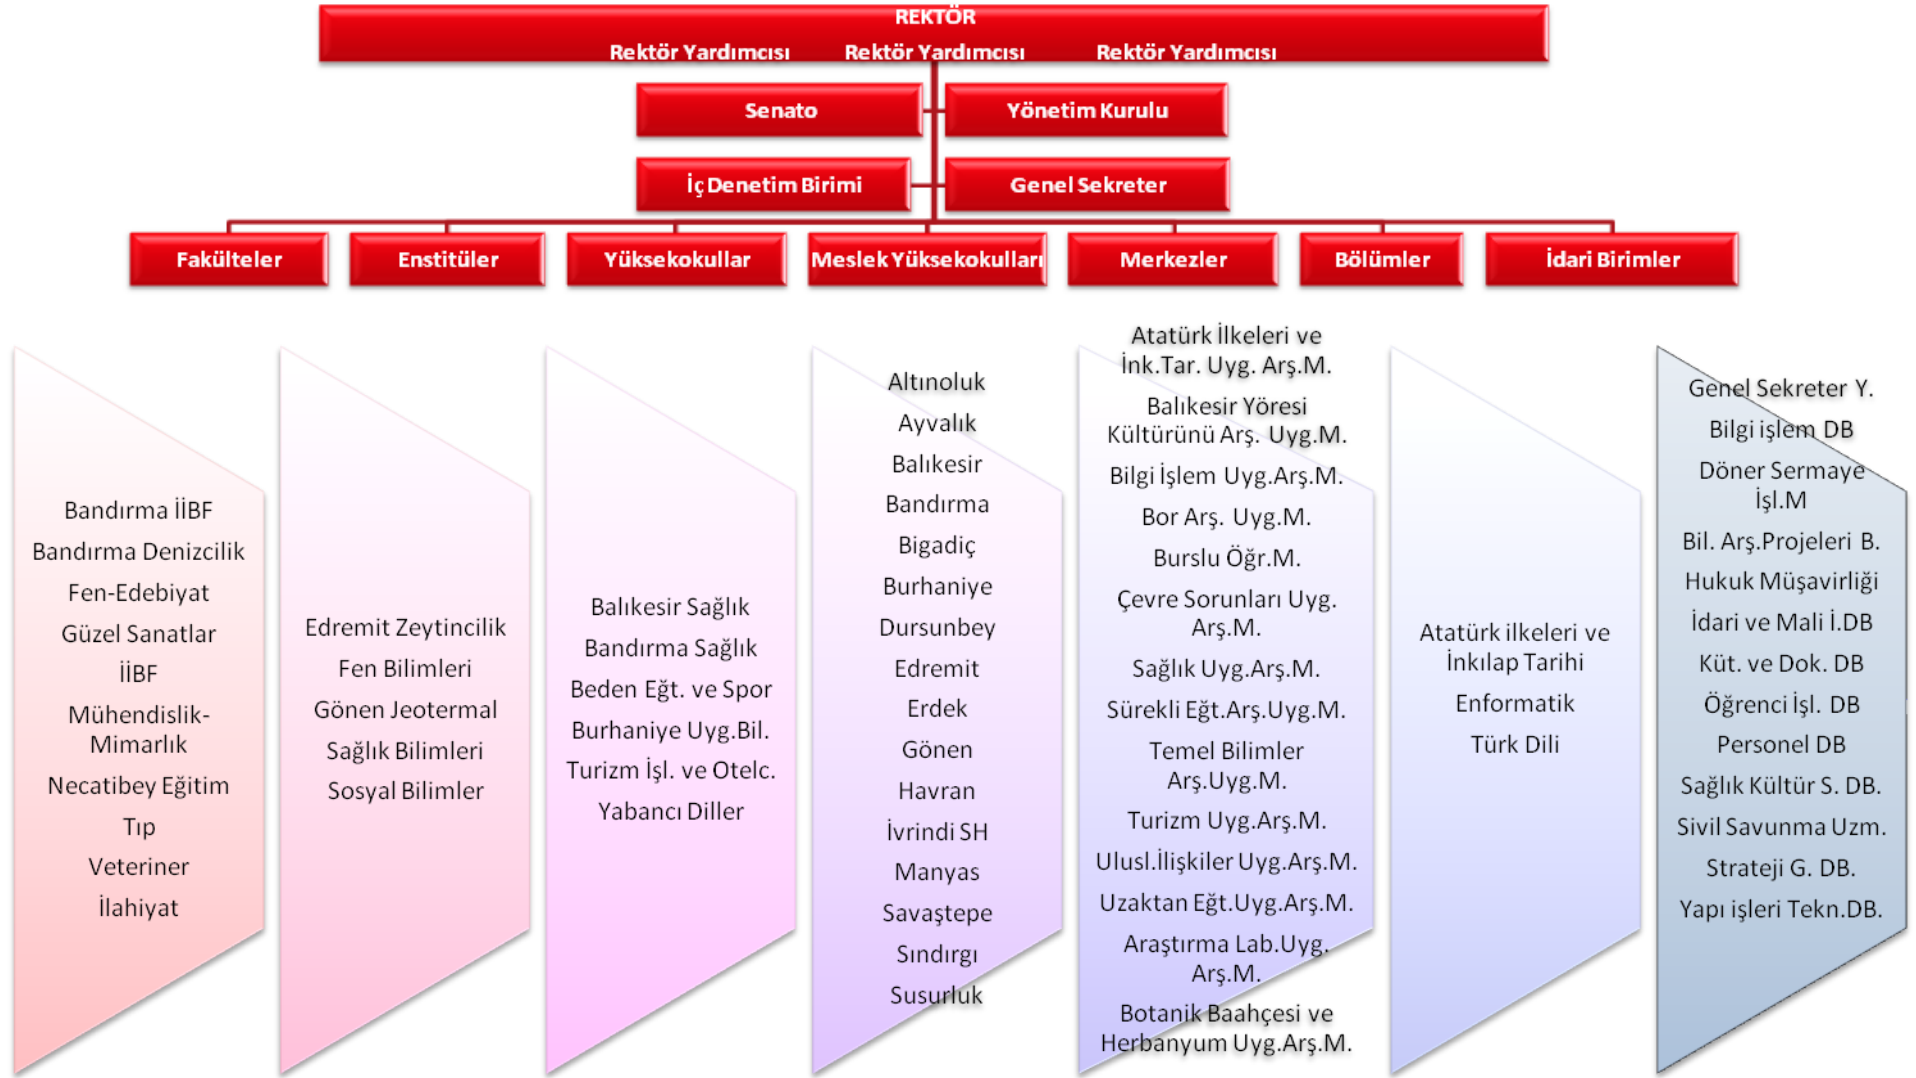 REKTÖR
Rektör Yardımcısı Rektör Yardımcısı Rektör Yardımcısı
Senato
Yönetim Kurulu
İç Denetim Birimi
Genel Sekreter
Fakülteler
Enstitüler
Yüksekokullar
Meslek Yüksekokulları
Merkezler
Bölümler
İdari Birimler
Bandırma İİBF
Bandırma Denizcilik
Fen-Edebiyat
Güzel Sanatlar
İİBF
Mühendislik-
Mimarlık
Necatibey Eğitim
Tıp
Veteriner
İlahiyat
Edremit Zeytincilik
Fen Bilimleri
Gönen Jeotermal
Sağlık Bilimleri
Sosyal Bilimler
Balıkesir Sağlık
Bandırma Sağlık
Beden Eğt. ve Spor
Burhaniye Uyg.Bil.
Turizm İşl. ve Otelc.
Yabancı Diller
Altınoluk
Ayvalık
Balıkesir
Bandırma
Bigadiç
Burhaniye
Dursunbey
Edremit
Erdek
Gönen
Havran
İvrindi SH
Manyas
Savaştepe
Sındırgı
Susurluk
Atatürk İlkeleri ve
İnk.Tar. Uyg. Arş.M.
Balıkesir Yöresi
Kültürünü Arş. Uyg.M.
Bilgi İşlem Uyg.Arş.M.
Bor Arş. Uyg.M.
Burslu Öğr.M.
Çevre Sorunları Uyg.
Arş.M.
Sağlık Uyg.Arş.M.
Sürekli Eğt.Arş.Uyg.M.
Temel Bilimler
Arş.Uyg.M.
Turizm Uyg.Arş.M.
Ulusl.İlişkiler Uyg.Arş.M.
Uzaktan Eğt.Uyg.Arş.M.
Araştırma Lab.Uyg.
Arş.M.
Botanik Baahçesi ve
Herbanyum Uyg.Arş.M.
Atatürk ilkeleri ve
İnkılap Tarihi
Enformatik
Türk Dili
Genel Sekreter Y.
Bilgi işlem DB
Döner Sermaye
İşl.M
Bil. Arş.Projeleri B.
Hukuk Müşavirliği
İdari ve Mali İ.DB
Küt. ve Dok. DB
Öğrenci İşl. DB
Personel DB
Sağlık Kültür S. DB.
Sivil Savunma Uzm.
Strateji G. DB.
Yapı işleri Tekn.DB.